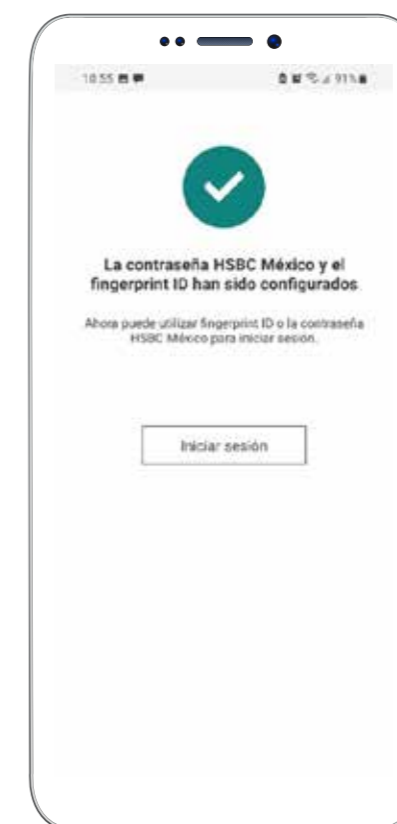 10:55 91%
La contraseña HSBC México y el
fingerprint ID han sido configurados
Ahora puede utilizar fingerprint ID o la contraseña
HSBC México para iniciar sesión.
Iniciar sesión